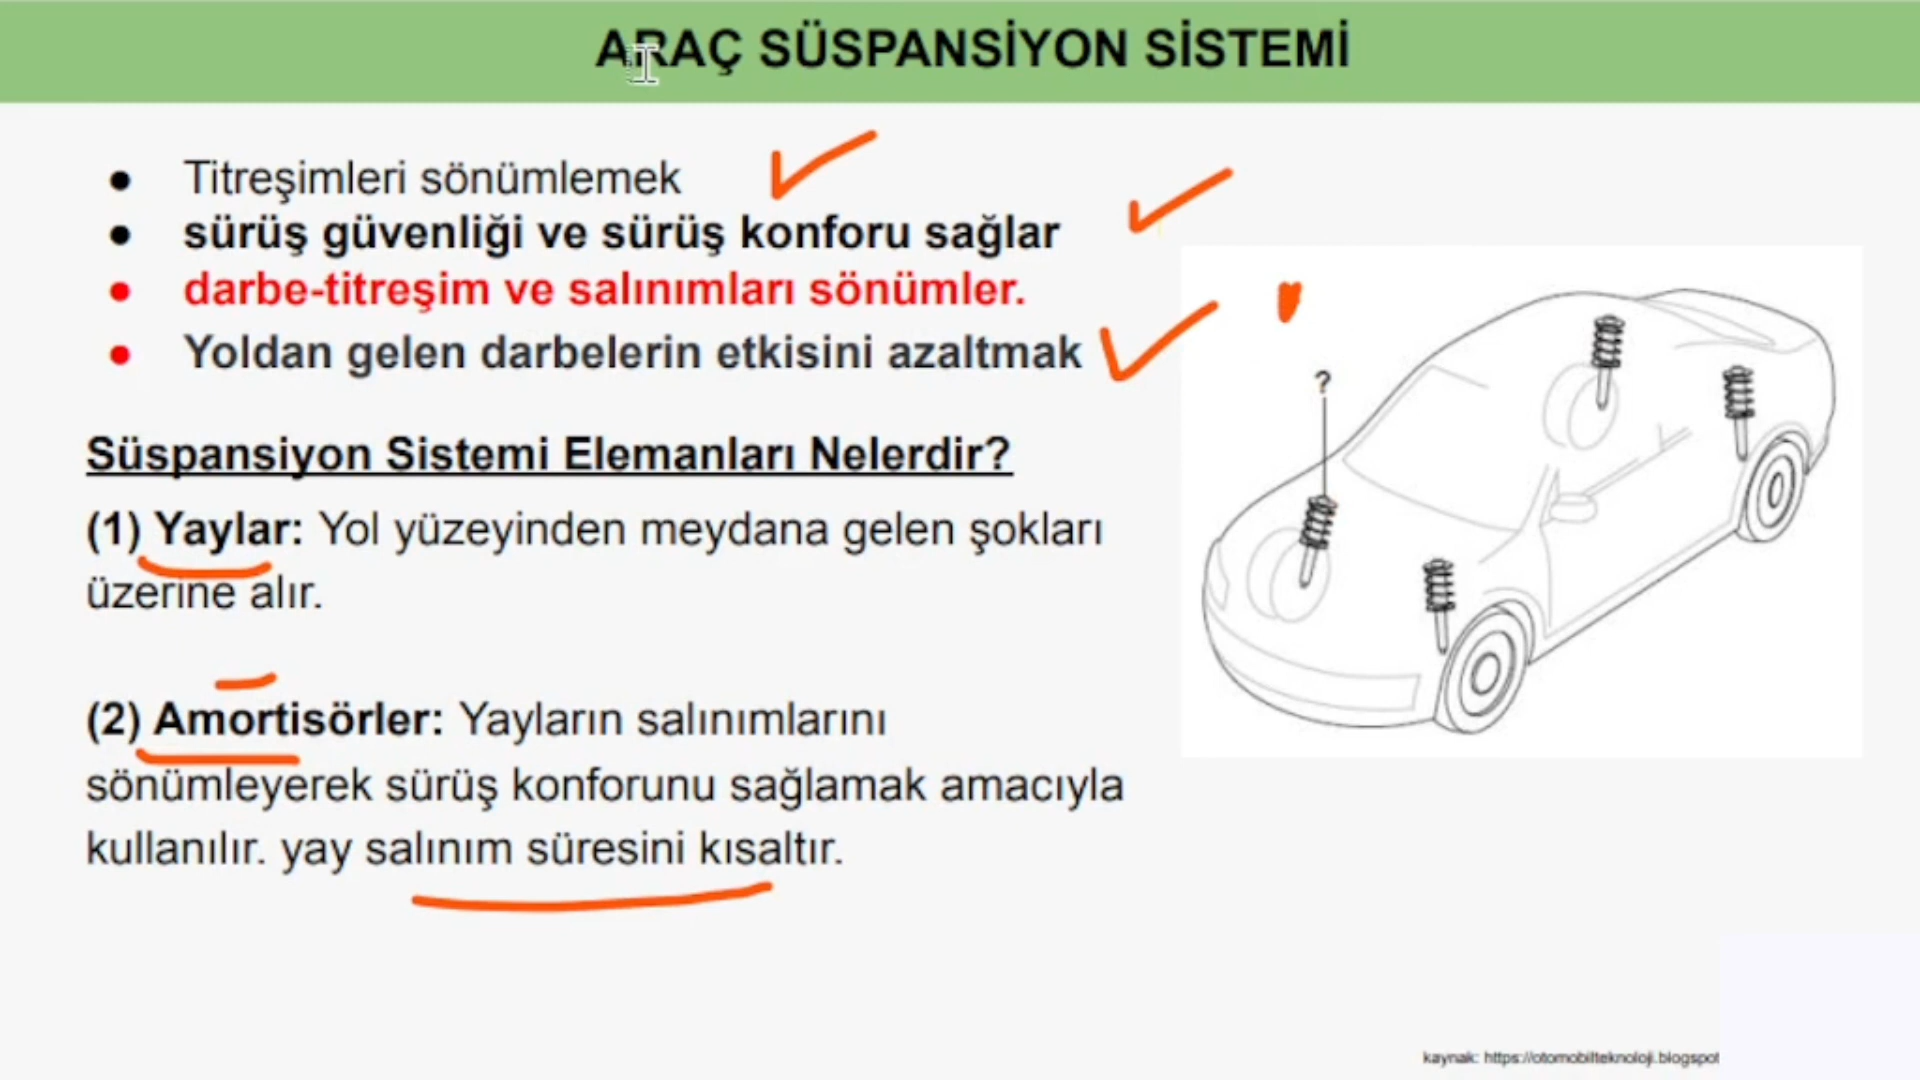 ARAÇ SÜSPANSİYON SİSTEMİ
● Titreşimleri sönümlemek
● sürüş güvenliği ve sürüş konforu sağlar
● darbe-titreşim ve salınımları sönümler.
● Yoldan gelen darbelerin etkisini azaltmak
Süspansiyon Sistemi Elemanları Nelerdir?
(1) Yaylar: Yol yüzeyinden meydana gelen şokları
üzerine alır.
(2) Amortisörler: Yayların salınımlarını
sönümleyerek sürüş konforunu sağlamak amacıyla
kullanılır. yay salınım süresini kısaltır.
?
kaynak: https://otomobilteknoloji.blogspot